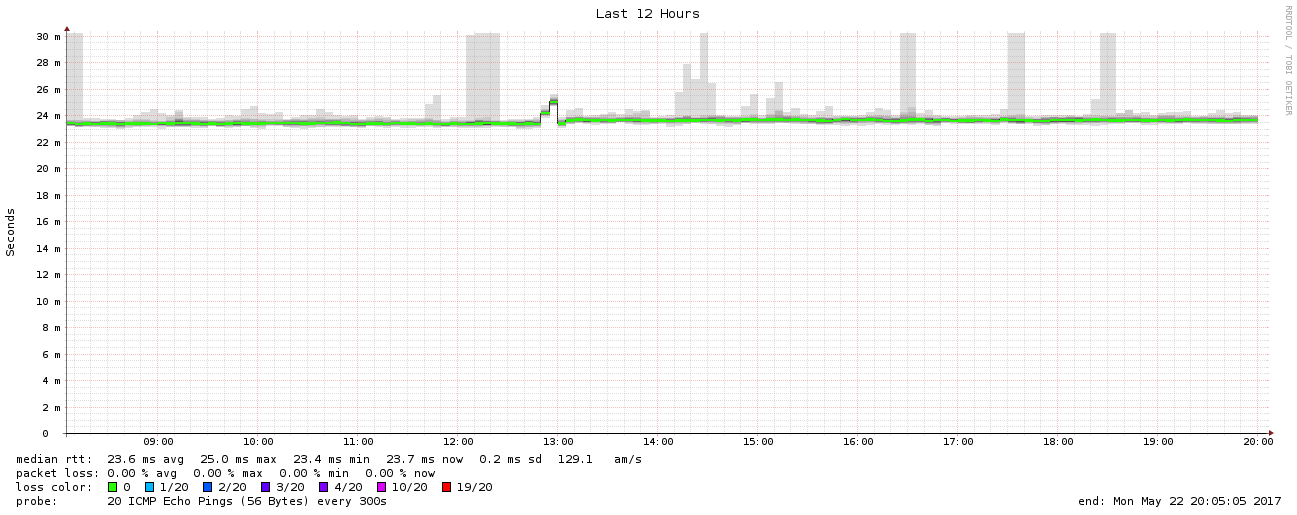 Last 12 Hours
RRDTOOL / TOBI OETIKER
Seconds
30 m
28 m
26 m
24 m
22 m
20 m
18 m
16 m
14 m
12 m
10 m
8 m
6 m
4 m
2 m
0
09:00 10:00 11:00 12:00 13:00 14:00 15:00 16:00 17:00 18:00 19:00 20:00
median rtt: 23.6 ms avg 25.0 ms max 23.4 ms min 23.7 ms now 0.2 ms sd 129.1 am/s
packet loss: 0.00 % avg 0.00 % max 0.00 % min 0.00 % now
loss color: 0 1/20 2/20 3/20 4/20 10/20 19/20
probe: 20 ICMP Echo Pings (56 Bytes) every 300s end: Mon May 22 20:05:05 2017